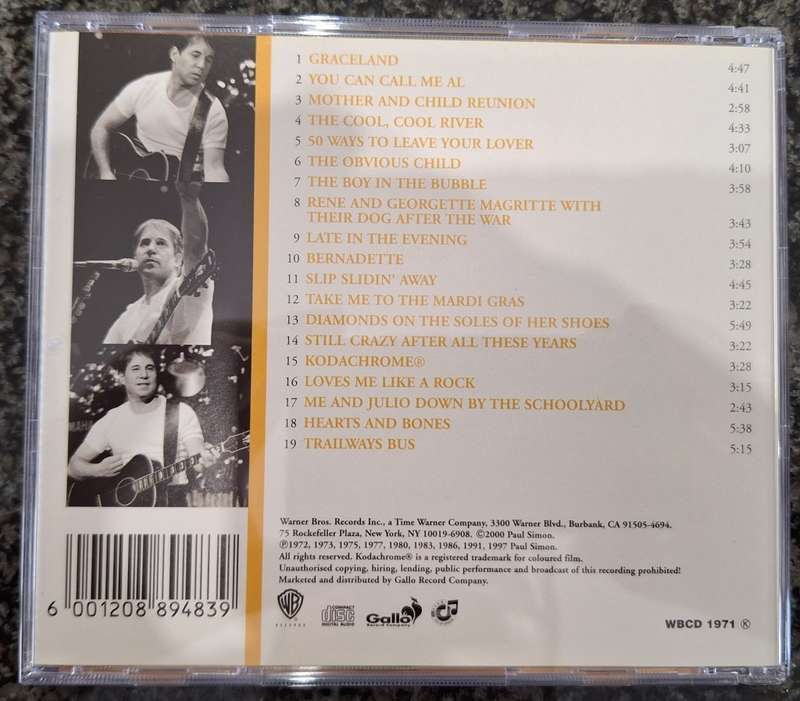 1 GRACELAND 4:47
2 YOU CAN CALL ME AL 4:41
3 MOTHER AND CHILD REUNION 2:58
4 THE COOL, COOL RIVER 4:33
5 50 WAYS TO LEAVE YOUR LOVER 3:07
6 THE OBVIOUS CHILD 4:10
7 THE BOY IN THE BUBBLE 3:58
8 RENE AND GEORGETTE MAGRITTE WITH
THEIR DOG AFTER THE WAR 3:43
9 LATE IN THE EVENING 3:54
10 BERNADETTE 3:28
11 SLIP SLIDIN' AWAY 4:45
12 TAKE ME TO THE MARDI GRAS 3:22
13 DIAMONDS ON THE SOLES OF HER SHOES 5:49
14 STILL CRAZY AFTER ALL THESE YEARS 3:22
15 KODACHROME® 3:28
16 LOVES ME LIKE A ROCK 3:15
17 ME AND JULIO DOWN BY THE SCHOOLYARD 2:43
18 HEARTS AND BONES 5:38
19 TRAILWAYS BUS 5:15
Warner Bros. Records Inc., a Time Warner Company, 3300 Warner Blvd., Burbank, CA 91505-4694.
75 Rockefeller Plaza, New York, NY 10019-6908. ©2000 Paul Simon.
℗1972, 1973, 1975, 1977, 1980, 1983, 1986, 1991, 1997 Paul Simon.
All rights reserved. Kodachrome® is a registered trademark for coloured film.
Unauthorised copying, hiring, lending, public performance and broadcast of this recording prohibited!
Marketed and distributed by Gallo Record Company.
6 001208 894839
WB
RECORDS
COMPACT
disc
DIGITAL AUDIO
Gallo
Record Company
WBCD 1971 Ⓚ